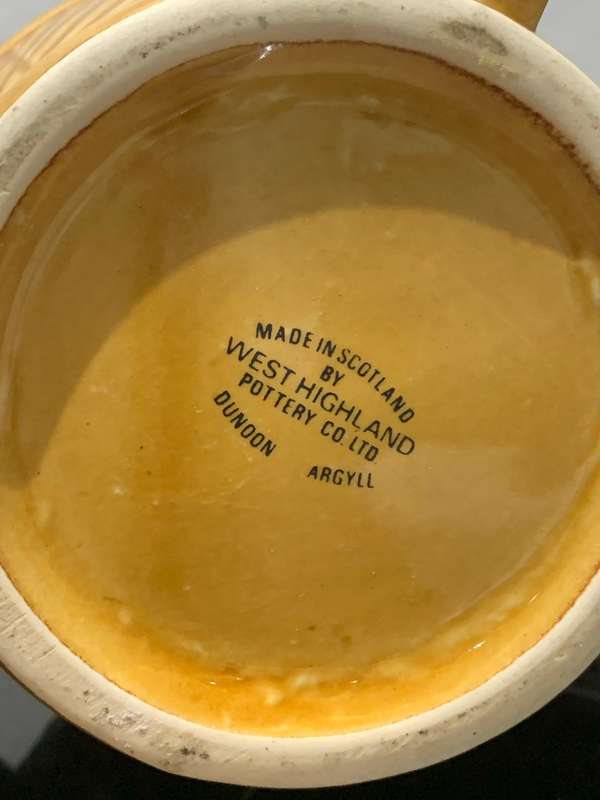 MADE IN SCOTLAND
BY
WEST HIGHLAND
POTTERY CO. LTD.
DUNOON ARGYLL